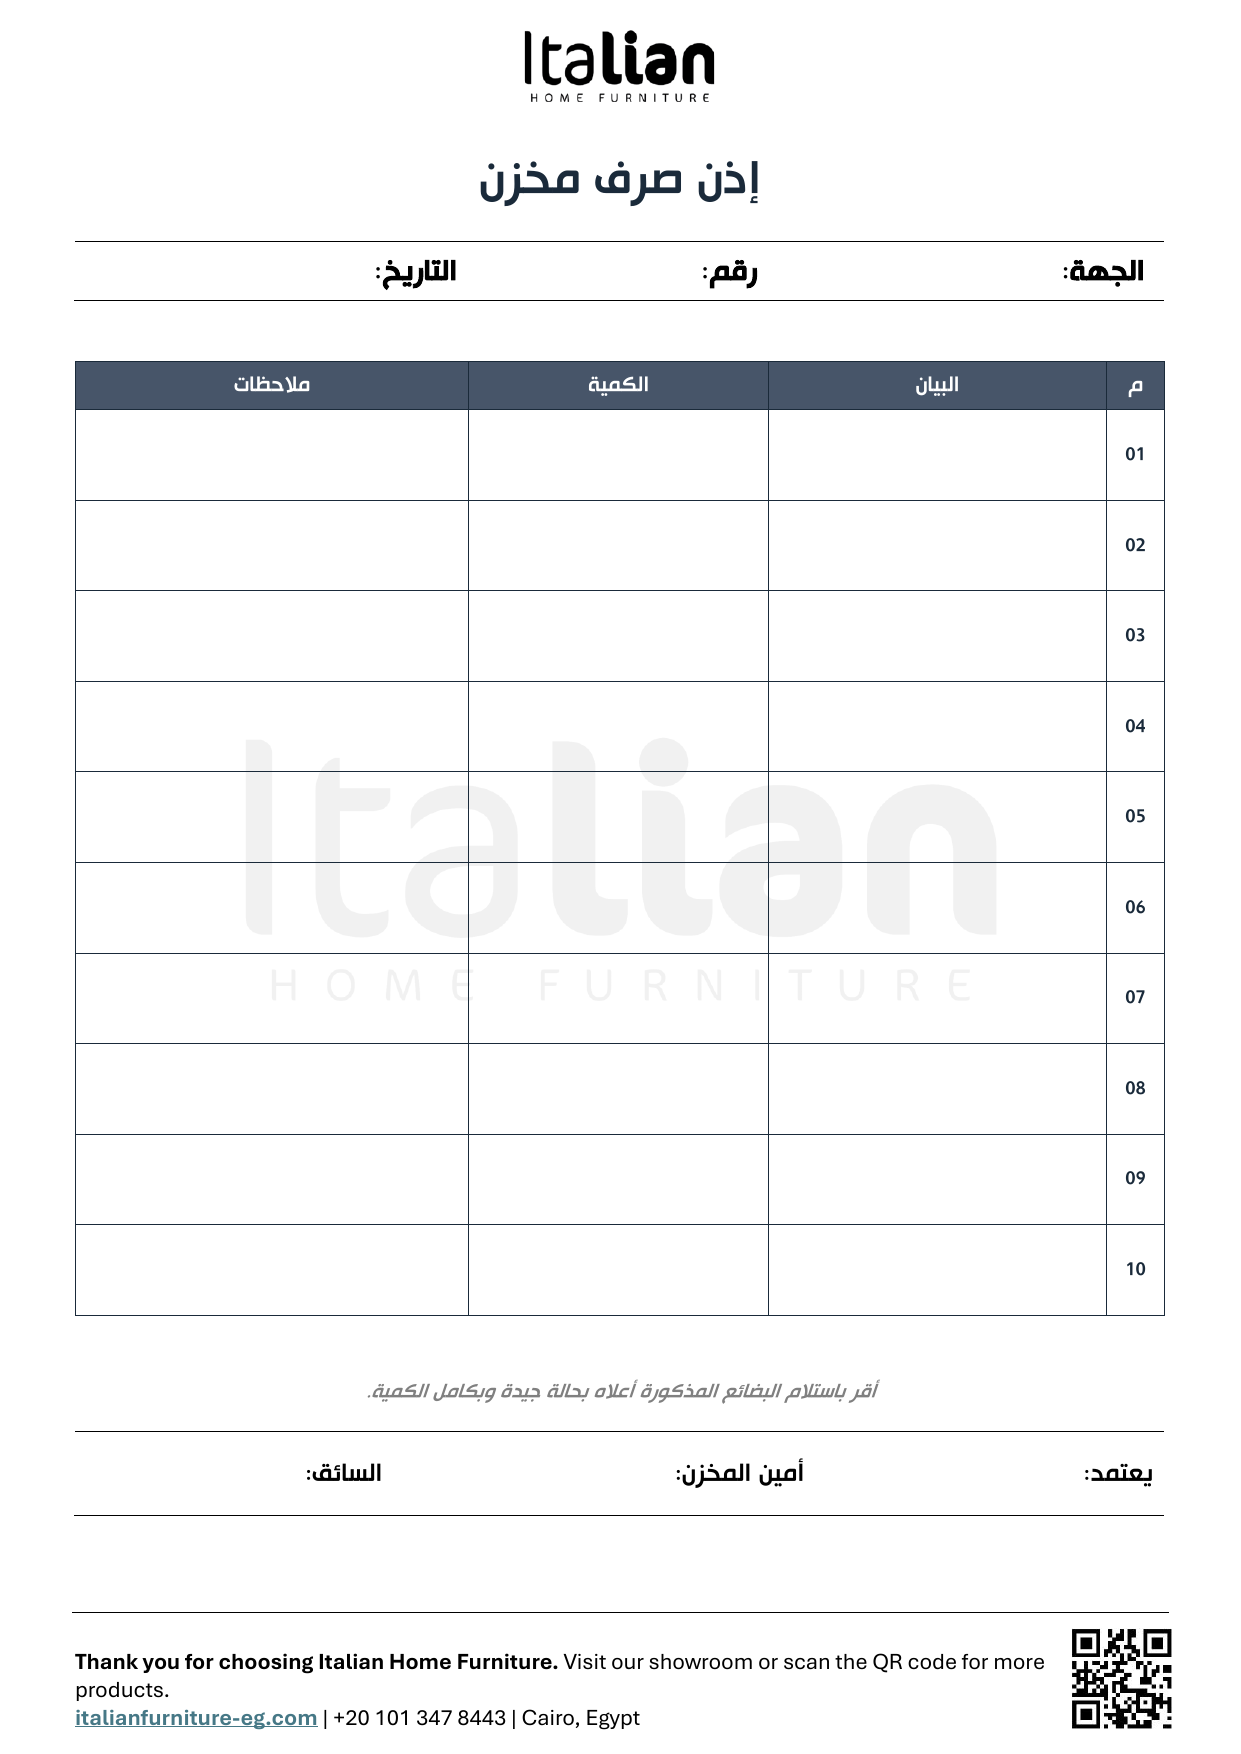 Italian
HOME FURNITURE
إذن صرف مخزن
الجهة: رقم: التاريخ:
م البيان الكمية ملاحظات
01
02
03
04
05
06
07
08
09
10
Italian
HOME FURNITURE
أقر باستلام البضائع المذكورة أعلاه بحالة جيدة وبكامل الكمية.
يعتمد: أمين المخزن: السائق:
Thank you for choosing Italian Home Furniture. Visit our showroom or scan the QR code for more
products.
italianfurniture-eg.com | +20 101 347 8443 | Cairo, Egypt